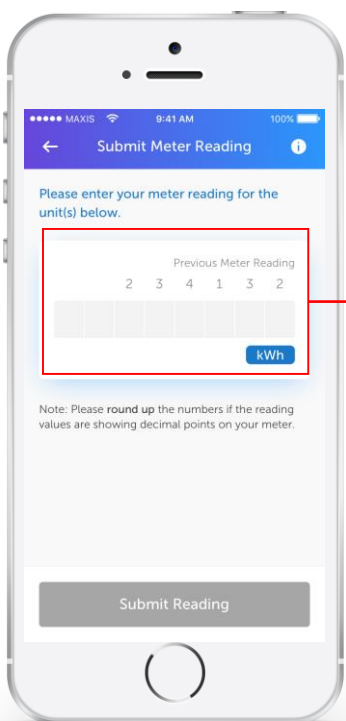 MAXIS 9:41 AM 100%
Submit Meter Reading
Please enter your meter reading for the
unit(s) below.
Previous Meter Reading
2 3 4 1 3 2
kWh
Note: Please round up the numbers if the reading
values are showing decimal points on your meter.
Submit Reading